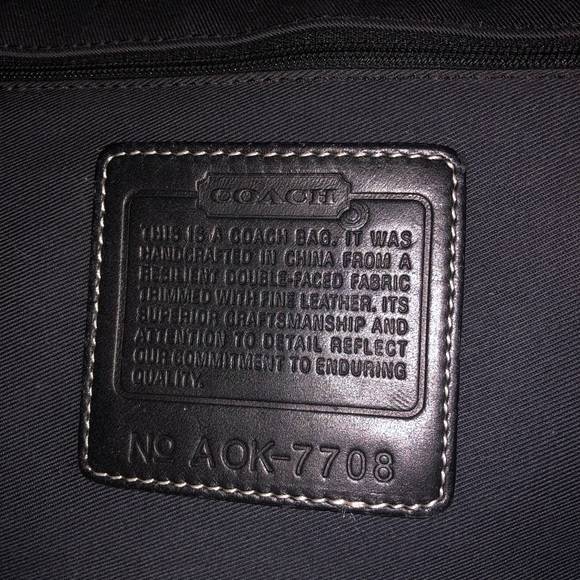 COACH
THIS IS A COACH BAG. IT WAS
HANDCRAFTED IN CHINA FROM A
RESILIENT DOUBLE-FACED FABRIC
TRIMMED WITH FINE LEATHER. ITS
SUPERIOR CRAFTSMANSHIP AND
ATTENTION TO DETAIL REFLECT
OUR COMMITMENT TO ENDURING
QUALITY.
No AOK-7708